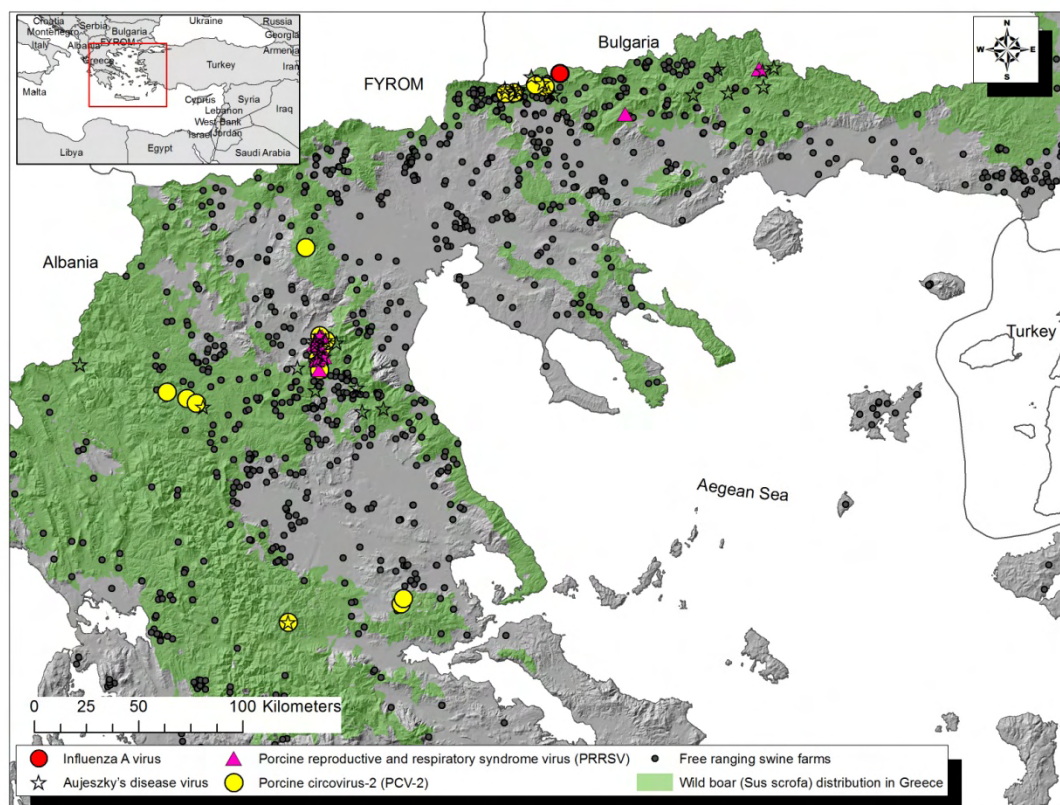 Croatia
Montenegro
Serbia
Bulgaria
Ukraine
Russia
Georgia
Italy
Albania
FYROM
Armenia
Greece
Turkey
Iran
Malta
Cyprus
Syria
Lebanon
West-Bank
Israel
Jordan
Iraq
Libya
Egypt
Saudi Arabia
N
W
E
S
Bulgaria
FYROM
Albania
Turkey
Aegean Sea
0 25 50 100 Kilometers
Influenza A virus
Porcine reproductive and respiratory syndrome virus (PRRSV)
Free ranging swine farms
Aujeszky's disease virus
Porcine circovirus-2 (PCV-2)
Wild boar (Sus scrofa) distribution in Greece